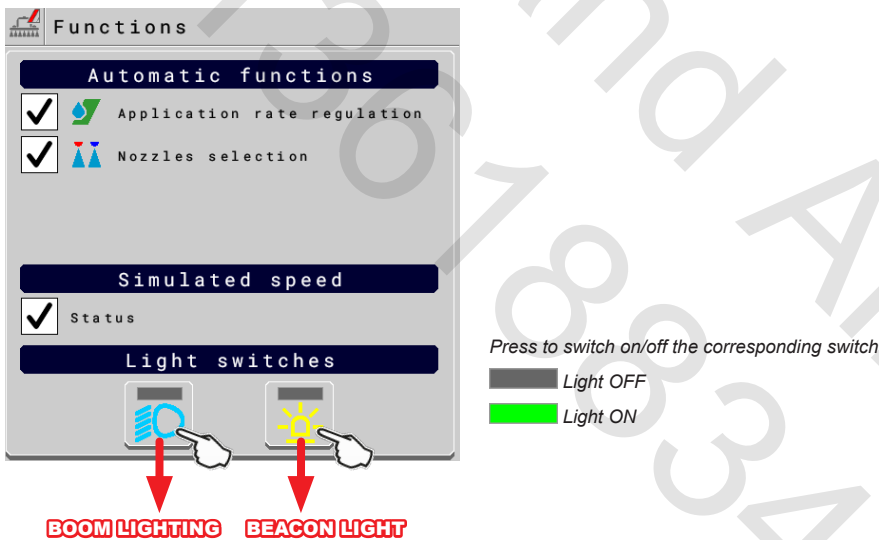 Functions
Automatic functions
Application rate regulation
Nozzles selection
Simulated speed
Status
Light switches
Press to switch on/off the corresponding switch
Light OFF
Light ON
BOOM LIGHTING
BEACON LIGHT